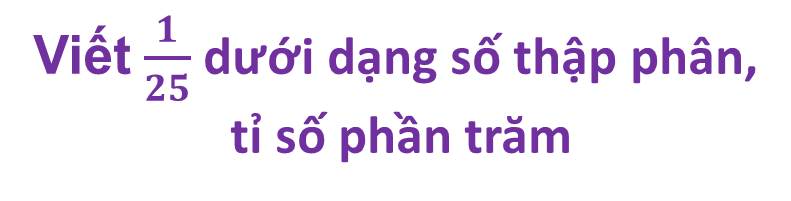 Viết 1/25 dưới dạng số thập phân,
tỉ số phần trăm